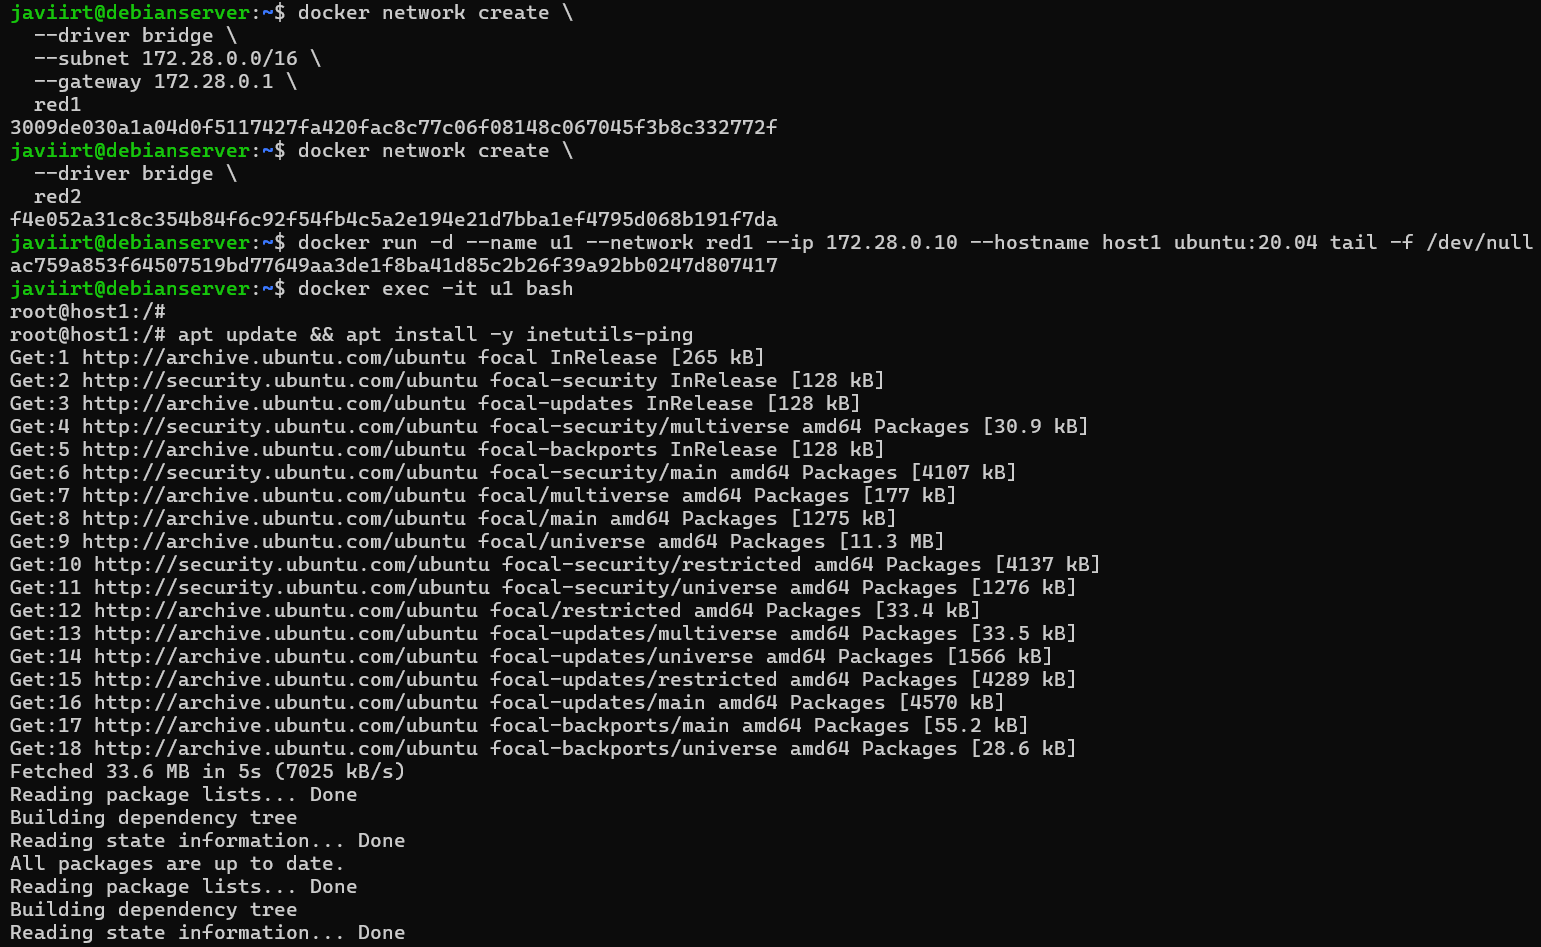 javiirt@debianserver:~$ docker network create \
  --driver bridge \
  --subnet 172.28.0.0/16 \
  --gateway 172.28.0.1 \
  red1
3009de030a1a04d0f5117427fa420fac8c77c06f08148c067045f3b8c332772f
javiirt@debianserver:~$ docker network create \
  --driver bridge \
  red2
f4e052a31c8c354b84f6c92f54fb4c5a2e194e21d7bba1ef4795d068b191f7da
javiirt@debianserver:~$ docker run -d --name u1 --network red1 --ip 172.28.0.10 --hostname host1 ubuntu:20.04 tail -f /dev/null
ac759a853f64507519bd77649aa3de1f8ba41d85c2b26f39a92bb0247d807417
javiirt@debianserver:~$ docker exec -it u1 bash
root@host1:/#
root@host1:/# apt update && apt install -y inetutils-ping
Get:1 http://archive.ubuntu.com/ubuntu focal InRelease [265 kB]
Get:2 http://security.ubuntu.com/ubuntu focal-security InRelease [128 kB]
Get:3 http://archive.ubuntu.com/ubuntu focal-updates InRelease [128 kB]
Get:4 http://security.ubuntu.com/ubuntu focal-security/multiverse amd64 Packages [30.9 kB]
Get:5 http://archive.ubuntu.com/ubuntu focal-backports InRelease [128 kB]
Get:6 http://security.ubuntu.com/ubuntu focal-security/main amd64 Packages [4107 kB]
Get:7 http://archive.ubuntu.com/ubuntu focal/multiverse amd64 Packages [177 kB]
Get:8 http://archive.ubuntu.com/ubuntu focal/main amd64 Packages [1275 kB]
Get:9 http://archive.ubuntu.com/ubuntu focal/universe amd64 Packages [11.3 MB]
Get:10 http://security.ubuntu.com/ubuntu focal-security/restricted amd64 Packages [4137 kB]
Get:11 http://security.ubuntu.com/ubuntu focal-security/universe amd64 Packages [1276 kB]
Get:12 http://archive.ubuntu.com/ubuntu focal/restricted amd64 Packages [33.4 kB]
Get:13 http://archive.ubuntu.com/ubuntu focal-updates/multiverse amd64 Packages [33.5 kB]
Get:14 http://archive.ubuntu.com/ubuntu focal-updates/universe amd64 Packages [1566 kB]
Get:15 http://archive.ubuntu.com/ubuntu focal-updates/restricted amd64 Packages [4289 kB]
Get:16 http://archive.ubuntu.com/ubuntu focal-updates/main amd64 Packages [4570 kB]
Get:17 http://archive.ubuntu.com/ubuntu focal-backports/main amd64 Packages [55.2 kB]
Get:18 http://archive.ubuntu.com/ubuntu focal-backports/universe amd64 Packages [28.6 kB]
Fetched 33.6 MB in 5s (7025 kB/s)
Reading package lists... Done
Building dependency tree
Reading state information... Done
All packages are up to date.
Reading package lists... Done
Building dependency tree
Reading state information... Done